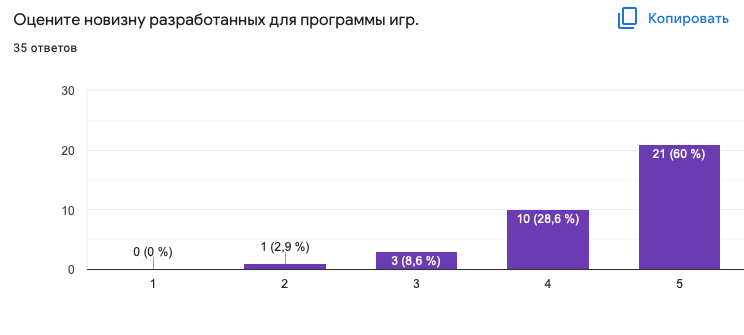 Оцените новизну разработанных для программы игр.
Копировать
35 ответов
30
20
10
0
0 (0 %)
1 (2,9 %)
3 (8,6 %)
10 (28,6 %)
21 (60 %)
1 2 3 4 5